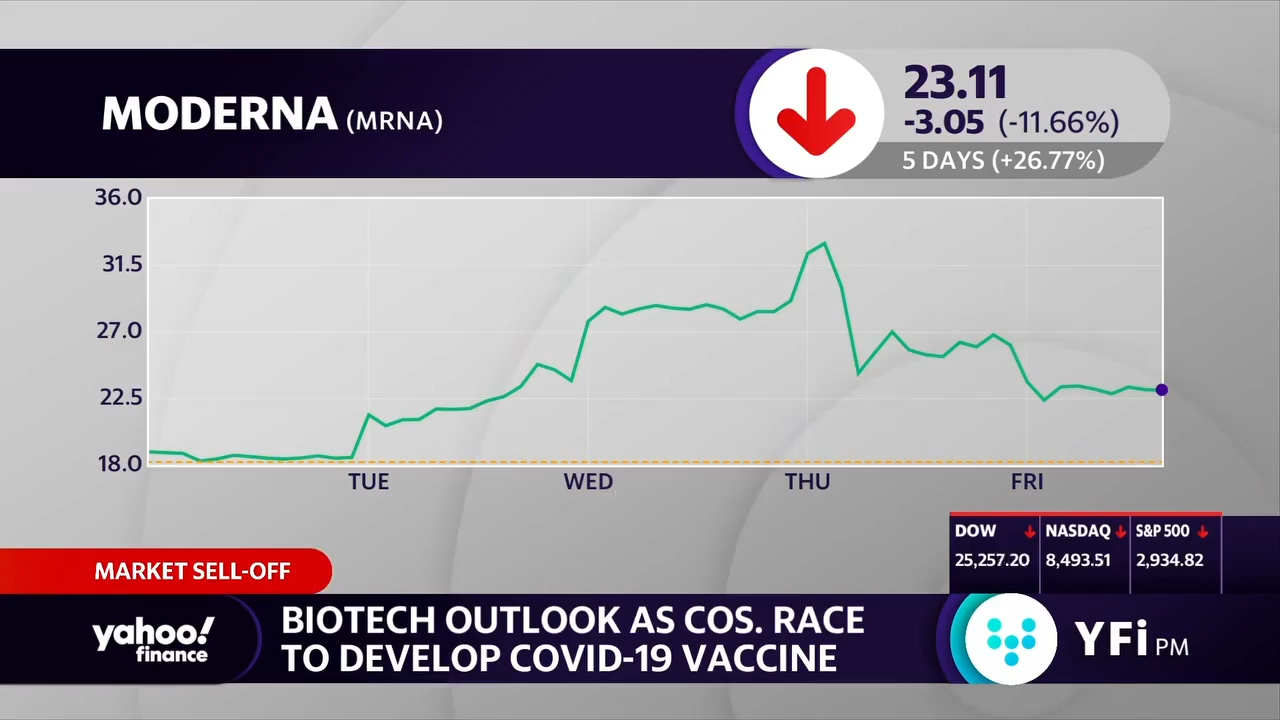 MODERNA (MRNA)
23.11
-3.05 (-11.66%)
5 DAYS (+26.77%)
36.0
31.5
27.0
22.5
18.0
TUE WED THU FRI
DOW NASDAQ S&P 500
25,257.20 8,493.51 2,934.82
MARKET SELL-OFF
yahoo!
finance
BIOTECH OUTLOOK AS COS. RACE
TO DEVELOP COVID-19 VACCINE
YFi PM